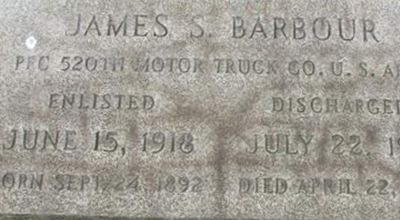 JAMES S. BARBOUR
PFC 520TH MOTOR TRUCK CO. U. S. A
ENLISTED DISCHARGED
JUNE 15, 1918 JULY 22, 1
BORN SEPT. 24, 1892 DIED APRIL 22,